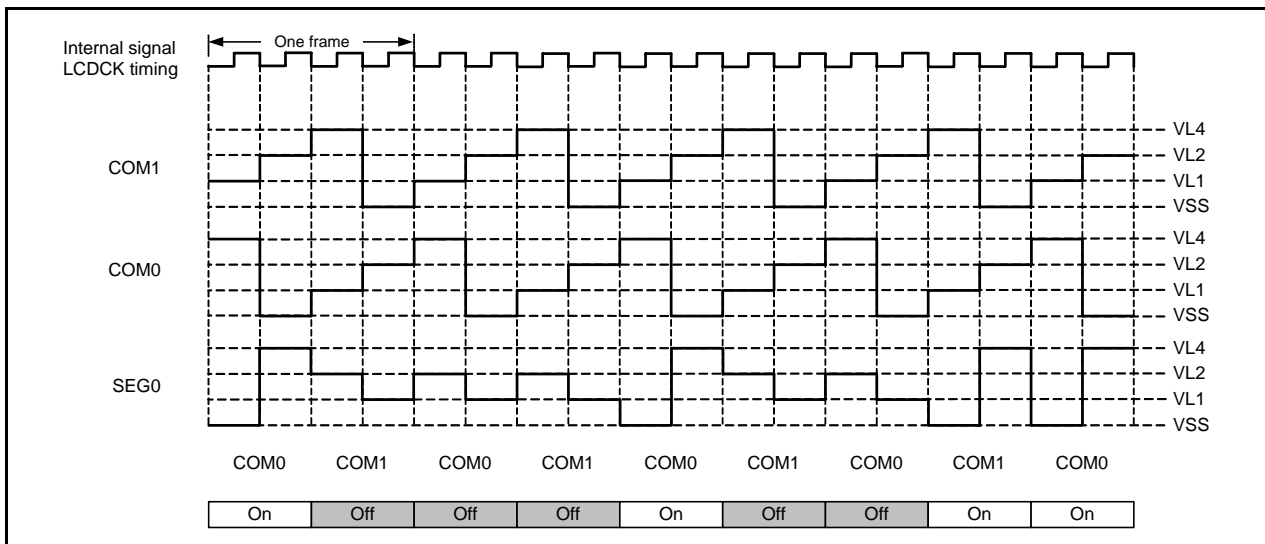 Internal signal
LCDCK timing
One frame
COM1
VL4
VL2
VL1
VSS
COM0
VL4
VL2
VL1
VSS
SEG0
VL4
VL2
VL1
VSS
COM0 COM1 COM0 COM1 COM0 COM1 COM0 COM1 COM0
On Off Off Off On Off Off On On